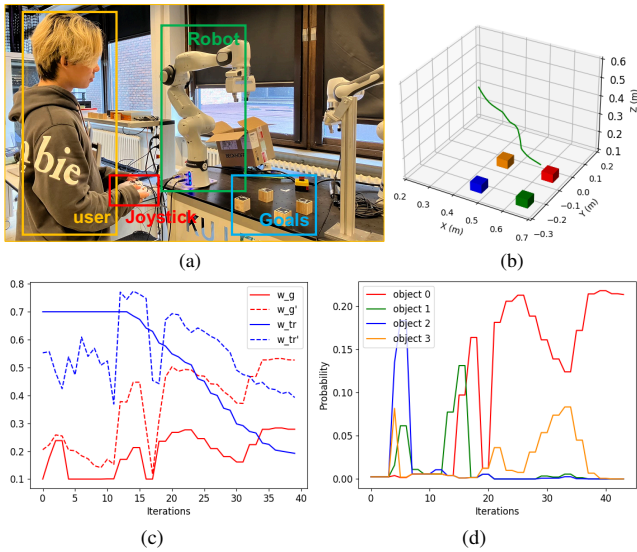 Robot
bie
user
Joystick
Goals
(a)
0.6
0.5
0.4
0.3
0.2
0.1
Z (m)
0.2
0.3
0.4
0.5
0.6
0.7
X (m)
0.2
0.1
0.0
−0.1
−0.2
−0.3
Y (m)
(b)
0.8
0.7
0.6
0.5
0.4
0.3
0.2
0.1
w_g
w_g'
w_tr
w_tr'
0
5
10
15
20
25
30
35
40
Iterations
(c)
Probability
0.20
0.15
0.10
0.05
0.00
object 0
object 1
object 2
object 3
0
10
20
30
40
Iterations
(d)